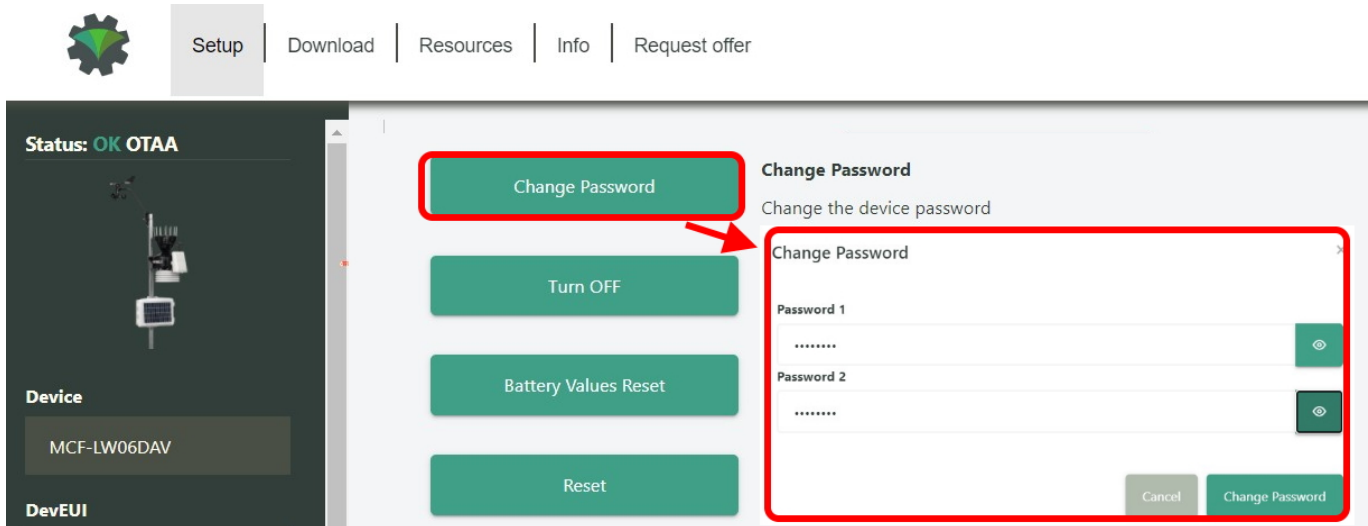 Setup
Download
Resources
Info
Request offer
Status: OK OTAA
Device
MCF-LW06DAV
DevEUI
Change Password
Turn OFF
Battery Values Reset
Reset
Change Password
Change the device password
Change Password
×
Password 1
••••••••
Password 2
••••••••
Cancel
Change Password